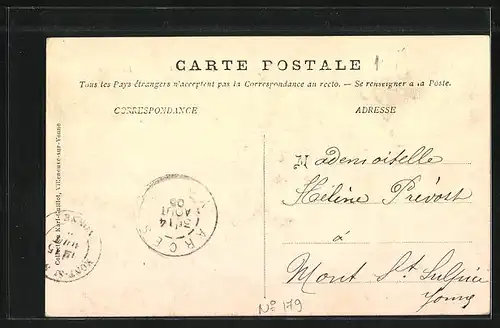 CARTE POSTALE
Tous les Pays étrangers n'acceptent pas la Correspondance au recto. — Se renseigner à la Poste.
CORRESPONDANCE
ADRESSE
Mademoiselle
Hélène Prévost
à
Mont St Sulpice
Yonne
ARCES
14
AOUT
05
Villeneuve-sur-Yonne
No 179